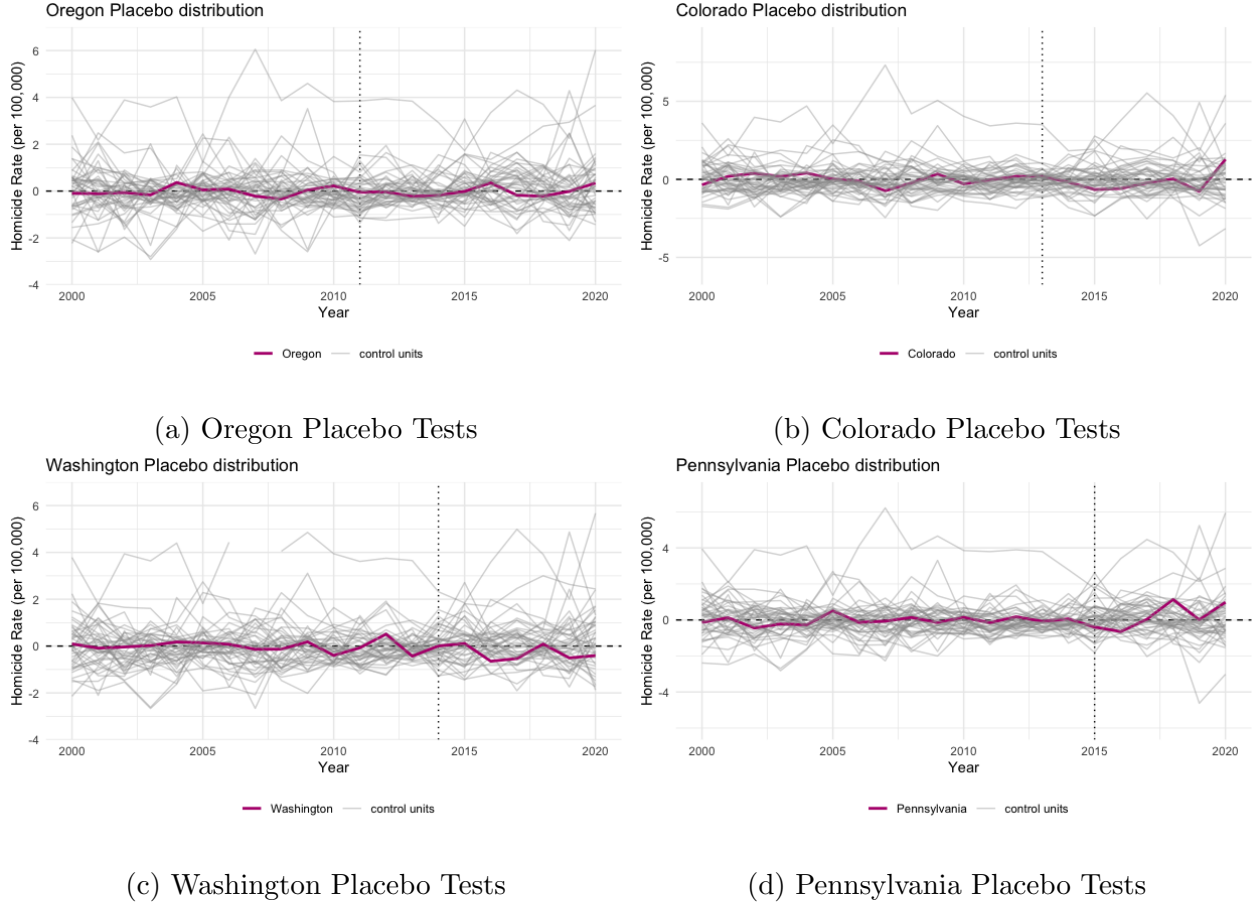 Oregon Placebo distribution
Homicide Rate (per 100,000)
6
4
2
0
-2
-4
2000 2005 2010 2015 2020
Year
Oregon control units
(a) Oregon Placebo Tests
Colorado Placebo distribution
Homicide Rate (per 100,000)
5
0
-5
2000 2005 2010 2015 2020
Year
Colorado control units
(b) Colorado Placebo Tests
Washington Placebo distribution
Homicide Rate (per 100,000)
6
4
2
0
-2
-4
2000 2005 2010 2015 2020
Year
Washington control units
(c) Washington Placebo Tests
Pennsylvania Placebo distribution
Homicide Rate (per 100,000)
4
0
-4
2000 2005 2010 2015 2020
Year
Pennsylvania control units
(d) Pennsylvania Placebo Tests